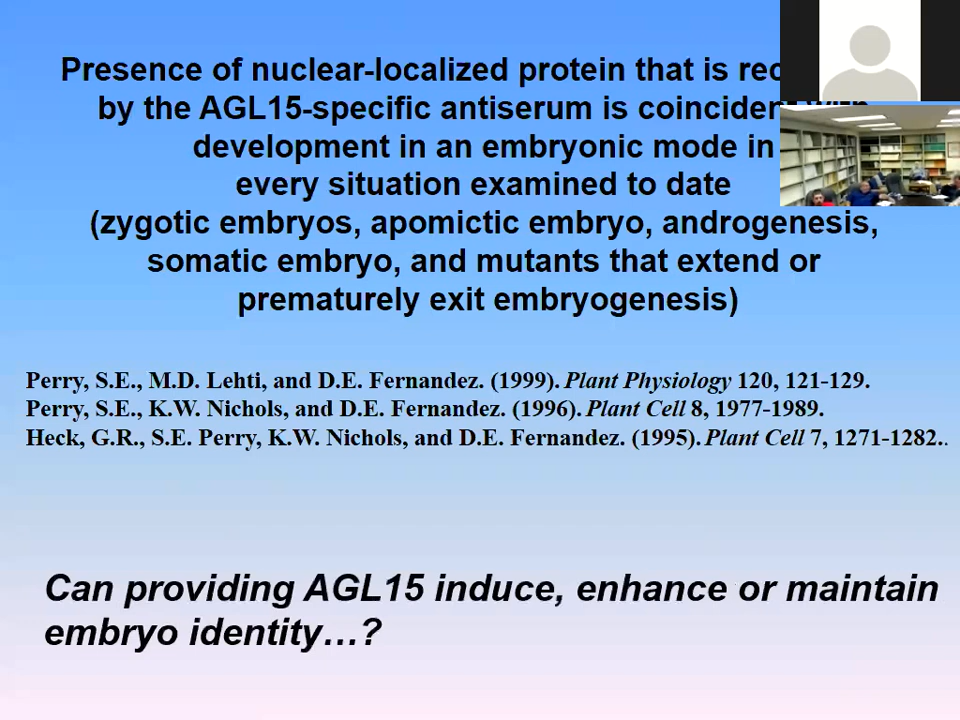 Presence of nuclear-localized protein that is
by the AGL15-specific antiserum is coincident with
development in an embryonic mode in
every situation examined to date
(zygotic embryos, apomictic embryo, androgenesis,
somatic embryo, and mutants that extend or
prematurely exit embryogenesis)
Perry, S.E., M.D. Lehti, and D.E. Fernandez. (1999). Plant Physiology 120, 121-129.
Perry, S.E., K.W. Nichols, and D.E. Fernandez. (1996). Plant Cell 8, 1977-1989.
Heck, G.R., S.E. Perry, K.W. Nichols, and D.E. Fernandez. (1995). Plant Cell 7, 1271-1282..
Can providing AGL15 induce, enhance or maintain
embryo identity…?